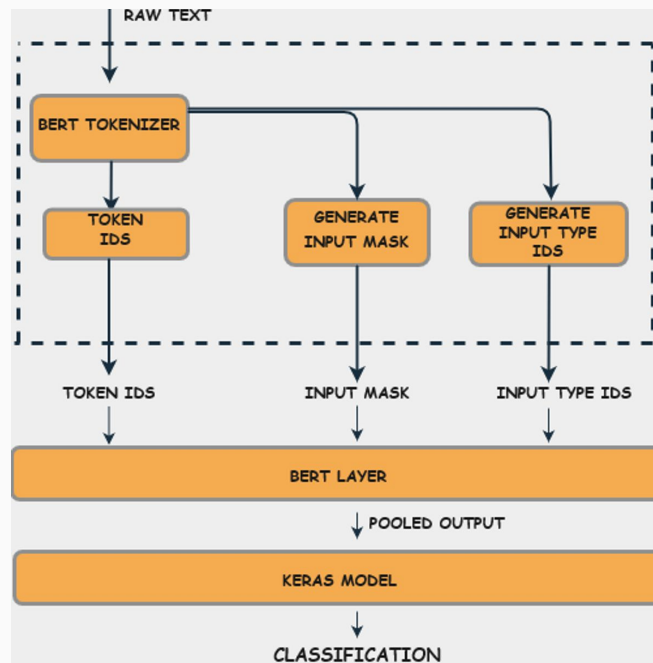 RAW TEXT
BERT TOKENIZER
TOKEN
IDS
GENERATE
INPUT MASK
GENERATE
INPUT TYPE
IDS
TOKEN IDS
INPUT MASK
INPUT TYPE IDS
BERT LAYER
POOLED OUTPUT
KERAS MODEL
CLASSIFICATION